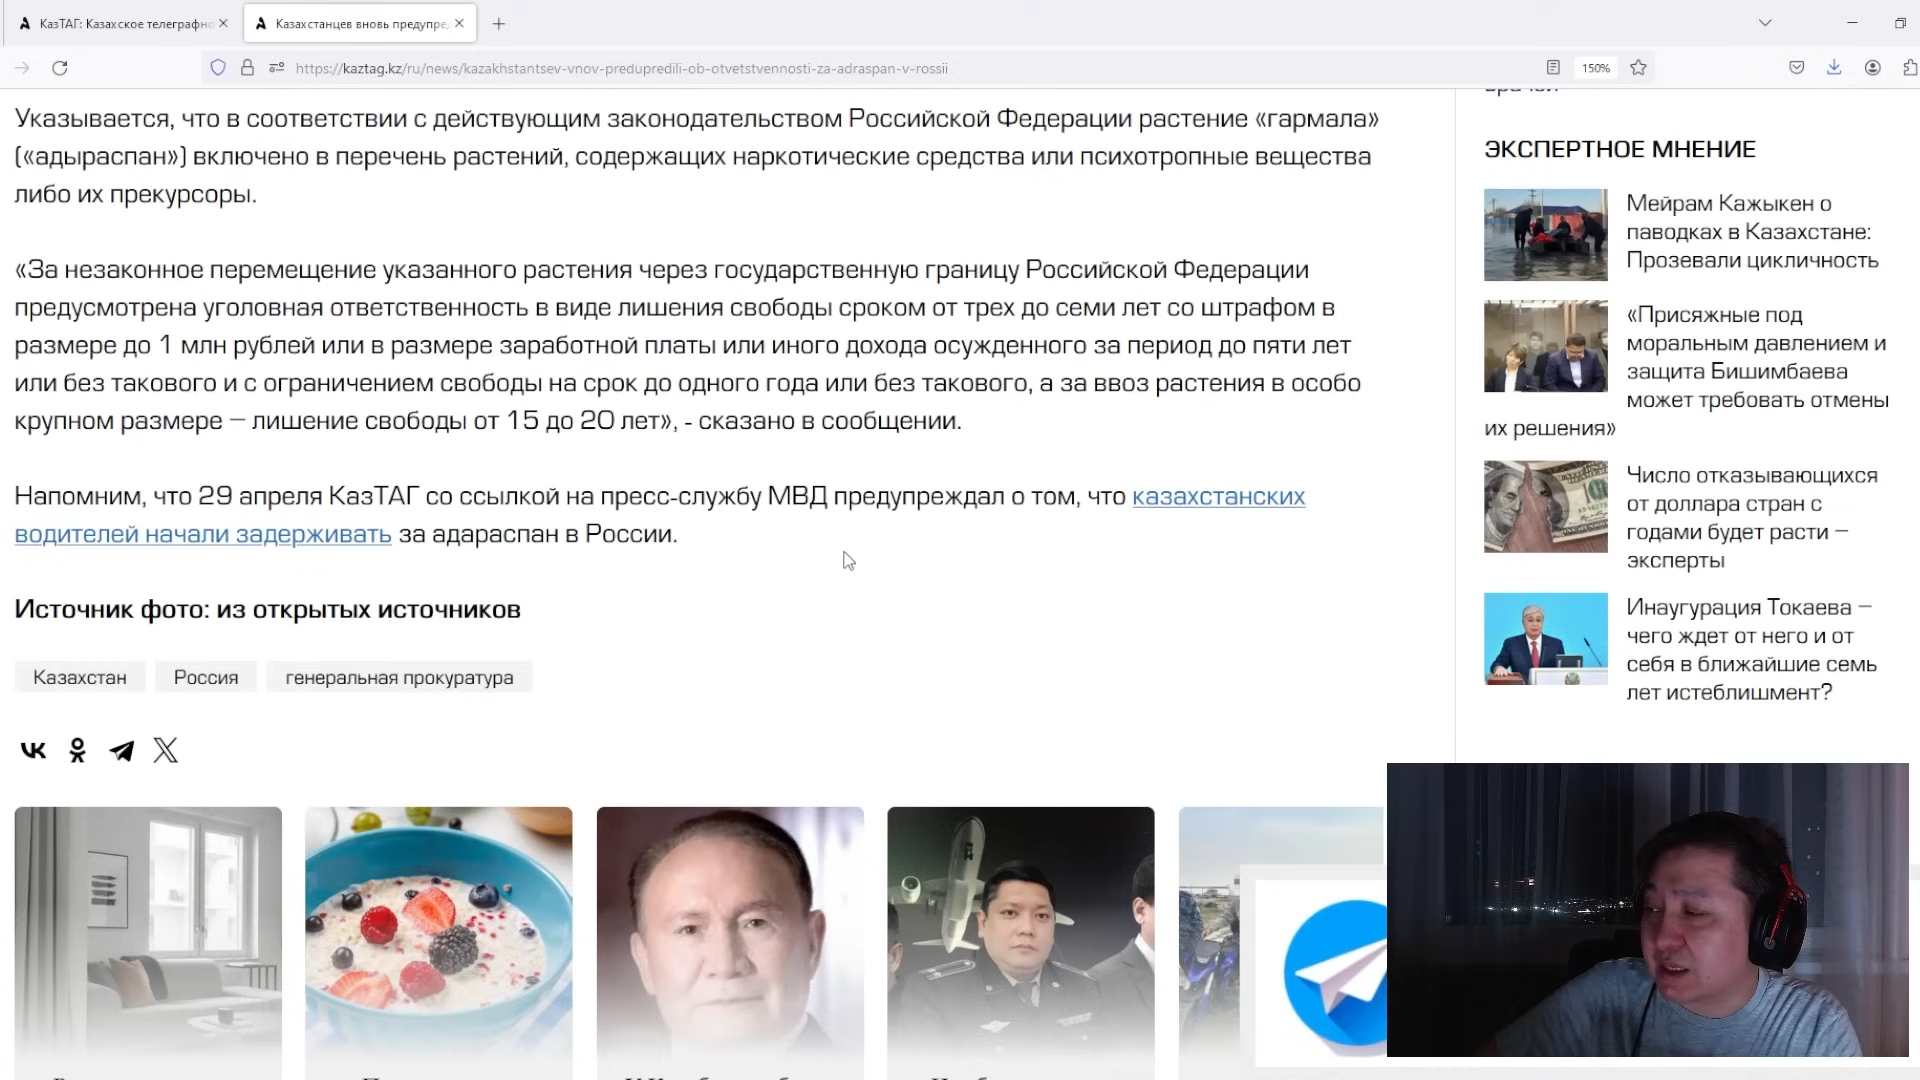 КазТАГ: Казахское телеграфно
Казахстанцев вновь предупре
https://kaztag.kz/ru/news/kazakhstantsev-vnov-predupredili-ob-otvetstvennosti-za-adraspan-v-rossii
150%
Указывается, что в соответствии с действующим законодательством Российской Федерации растение «гармала»
(«адыраспан») включено в перечень растений, содержащих наркотические средства или психотропные вещества
либо их прекурсоры.
«За незаконное перемещение указанного растения через государственную границу Российской Федерации
предусмотрена уголовная ответственность в виде лишения свободы сроком от трех до семи лет со штрафом в
размере до 1 млн рублей или в размере заработной платы или иного дохода осужденного за период до пяти лет
или без такового и с ограничением свободы на срок до одного года или без такового, а за ввоз растения в особо
крупном размере – лишение свободы от 15 до 20 лет», - сказано в сообщении.
Напомним, что 29 апреля КазТАГ со ссылкой на пресс-службу МВД предупреждал о том, что казахстанских
водителей начали задерживать за адараспан в России.
Источник фото: из открытых источников
Казахстан
Россия
генеральная прокуратура
ЭКСПЕРТНОЕ МНЕНИЕ
Мейрам Кажыкен о
паводках в Казахстане:
Прозевали цикличность
«Присяжные под
моральным давлением и
защита Бишимбаева
может требовать отмены
их решения»
Число отказывающихся
от доллара стран с
годами будет расти –
эксперты
Инаугурация Токаева –
чего ждет от него и от
себя в ближайшие семь
лет истеблишмент?